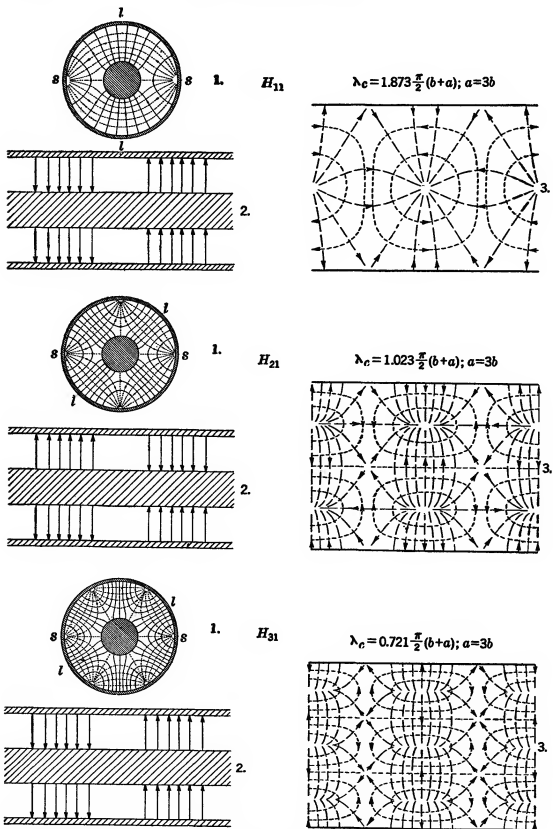 l
s s 1. H₁₁ λc=1.873 π/2 (b+a); a=3b
l
2. 3.
l
s s 1. H₂₁ λc=1.023 π/2 (b+a); a=3b
l
2. 3.
l
s s 1. H₃₁ λc=0.721 π/2 (b+a); a=3b
l
2. 3.